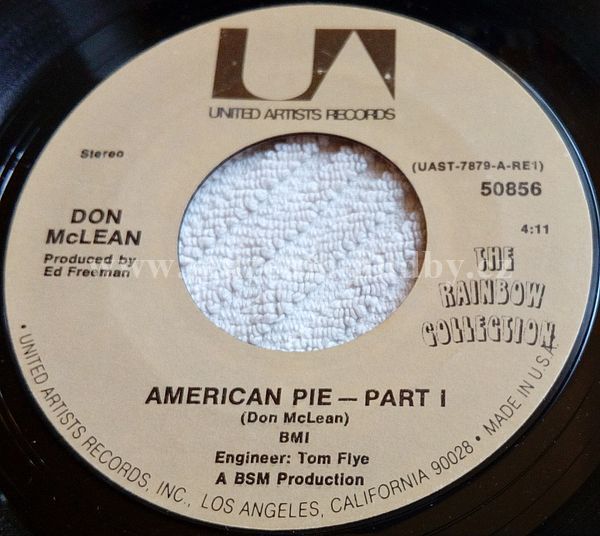 UA
UNITED ARTISTS RECORDS
Stereo
(UAST-7879-A-RE1)
50856
DON
McLEAN
4:11
Produced by
Ed Freeman
THE
RAINBOW
COLLECTION
AMERICAN PIE — PART I
(Don McLean)
BMI
Engineer: Tom Flye
A BSM Production
• UNITED ARTISTS RECORDS, INC., LOS ANGELES, CALIFORNIA 90028 • MADE IN U.S.A.